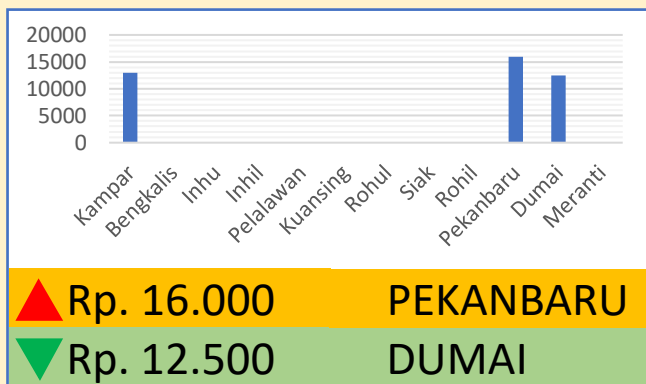 20000
15000
10000
5000
0
Kampar
Bengkalis
Inhu
Inhil
Pelalawan
Kuansing
Rohul
Siak
Rohil
Pekanbaru
Dumai
Meranti
Rp. 16.000 PEKANBARU
Rp. 12.500 DUMAI